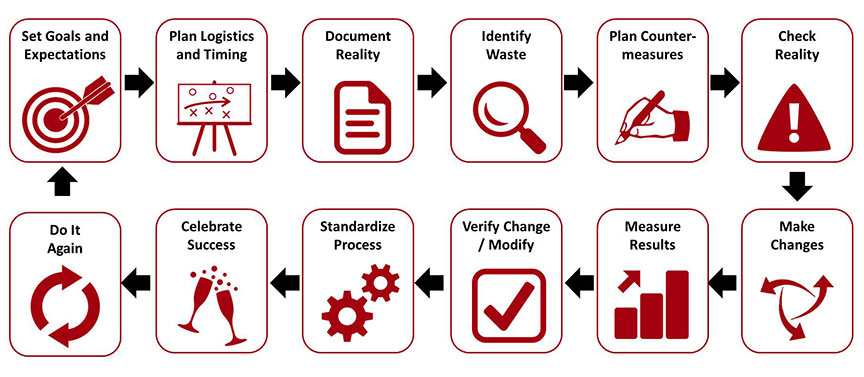 Set Goals and
Expectations
Plan Logistics
and Timing
Document
Reality
Identify
Waste
Plan Counter-
measures
Check
Reality
Make
Changes
Measure
Results
Verify Change
/ Modify
Standardize
Process
Celebrate
Success
Do It
Again